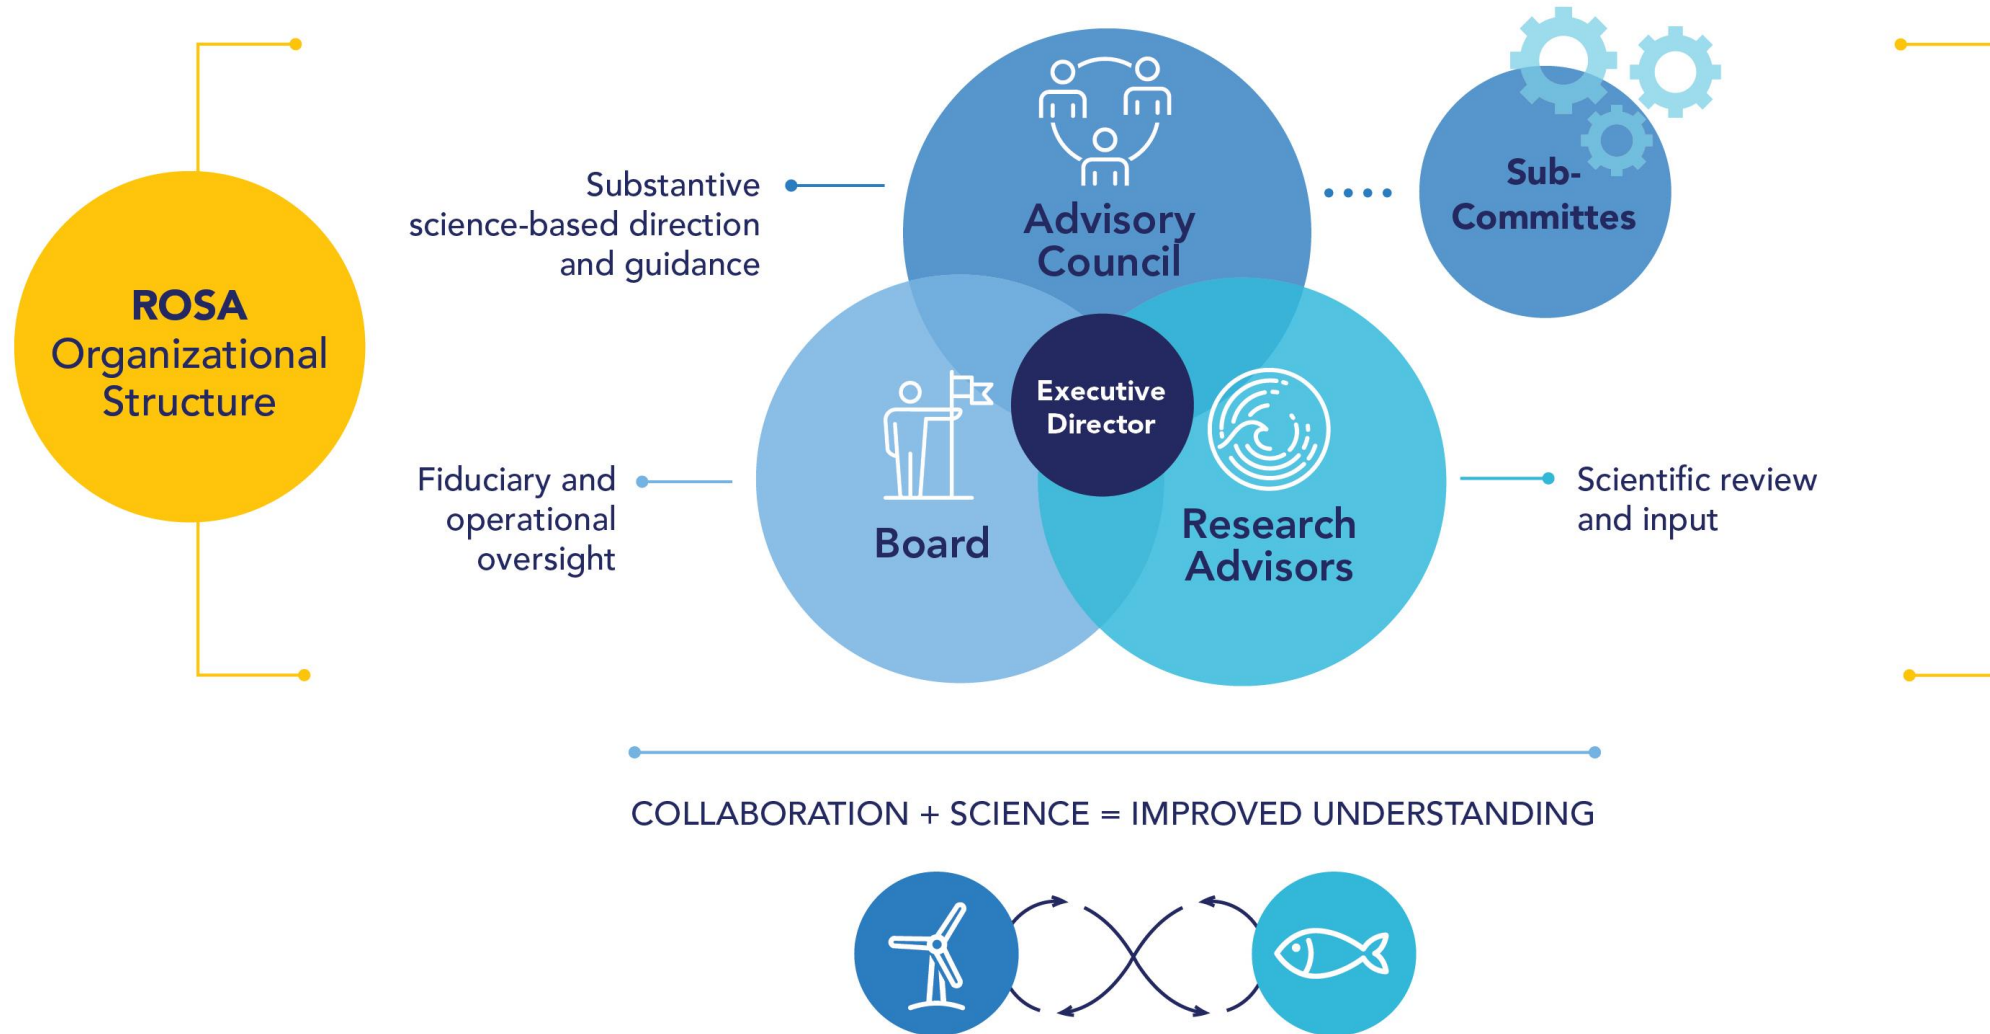 ROSA
Organizational
Structure
Substantive
science-based direction
and guidance
Advisory
Council
Sub-
Committes
Fiduciary and
operational
oversight
Board
Executive
Director
Research
Advisors
Scientific review
and input
COLLABORATION + SCIENCE = IMPROVED UNDERSTANDING